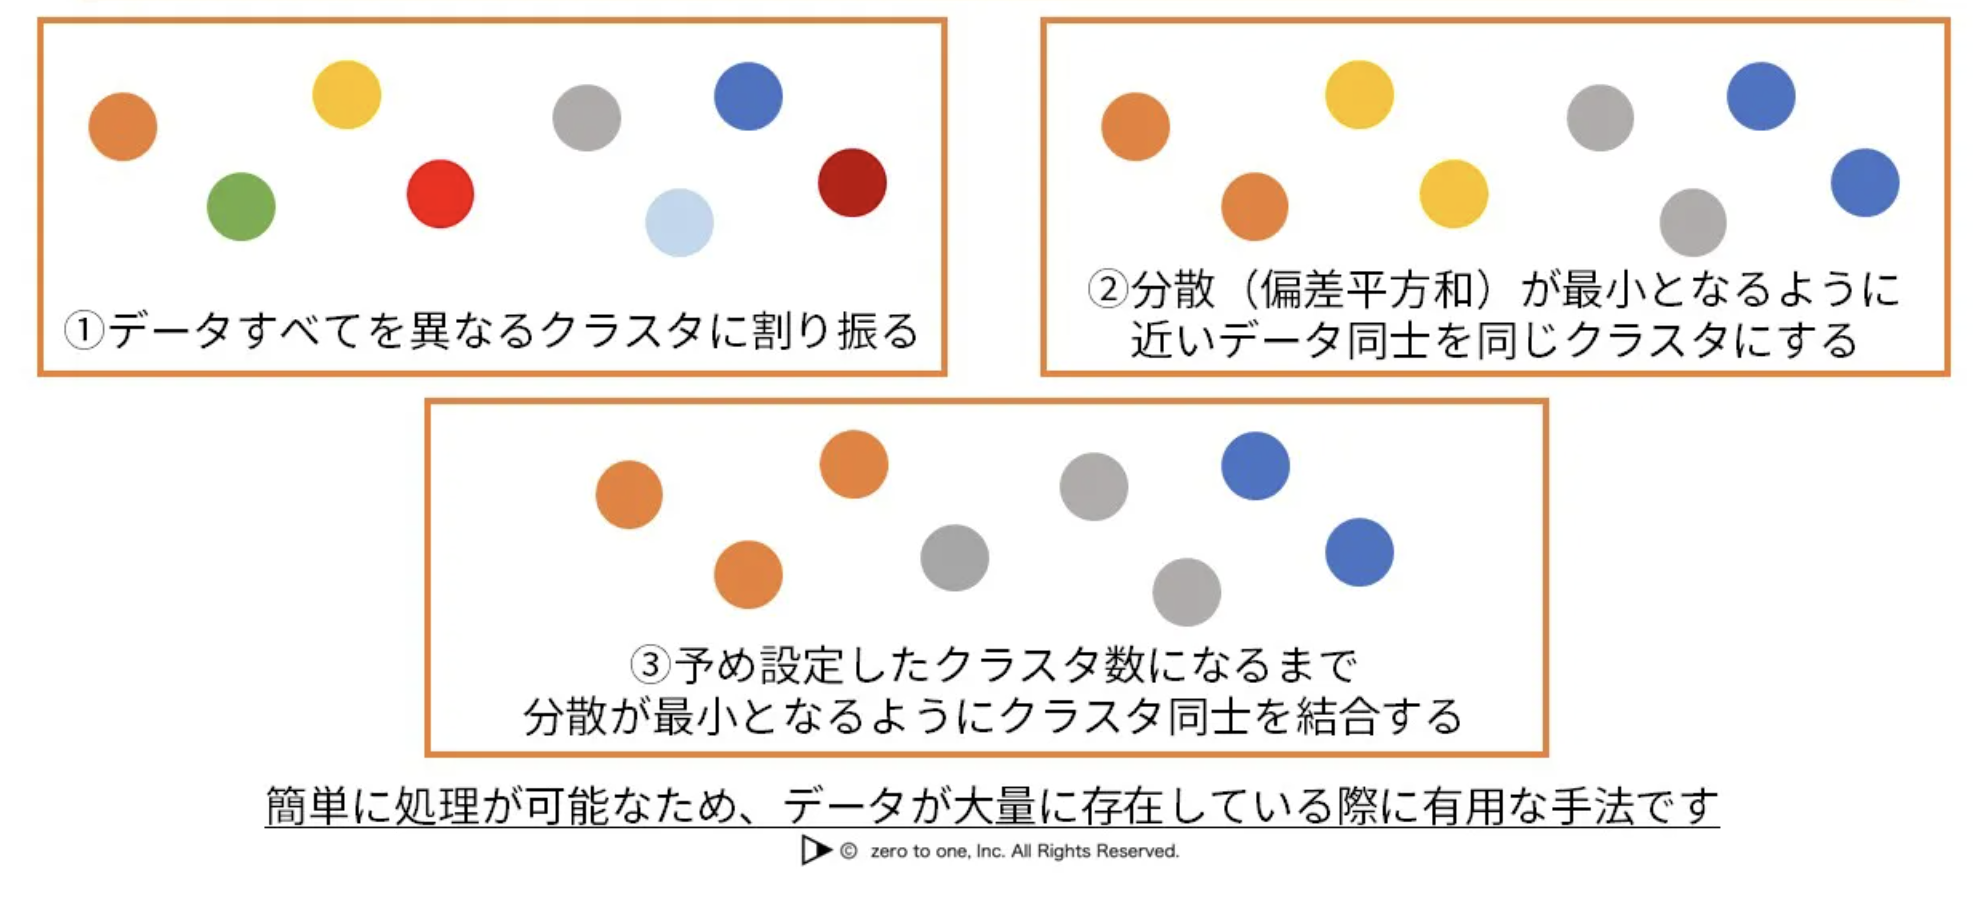 ①データすべてを異なるクラスタに割り振る
②分散（偏差平方和）が最小となるように
近いデータ同士を同じクラスタにする
③予め設定したクラスタ数になるまで
分散が最小となるようにクラスタ同士を結合する
簡単に処理が可能なため、データが大量に存在している際に有用な手法です
© zero to one, Inc. All Rights Reserved.